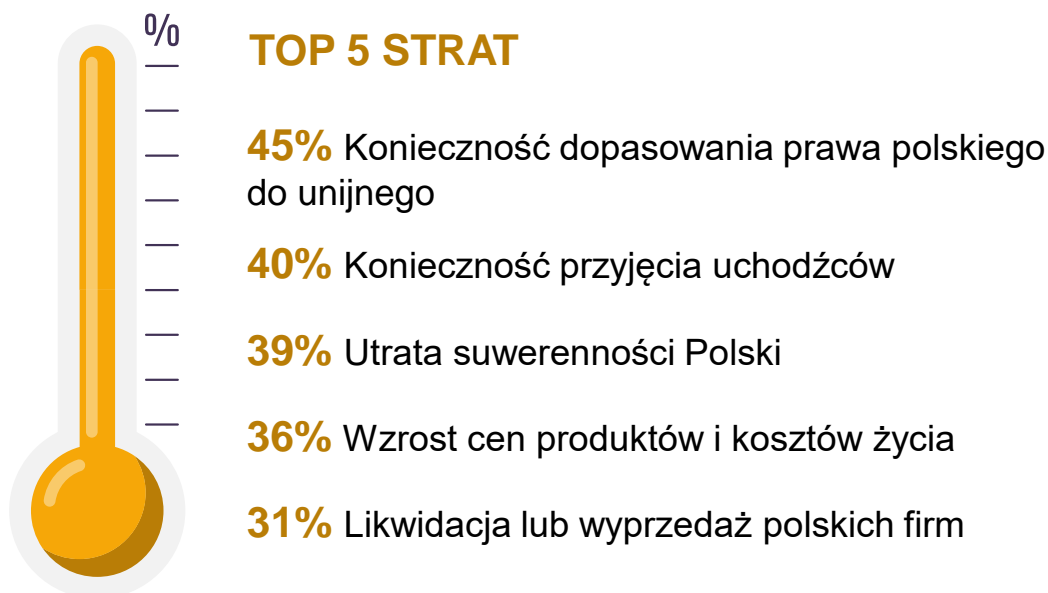 %
TOP 5 STRAT
45% Konieczność dopasowania prawa polskiego
do unijnego
40% Konieczność przyjęcia uchodźców
39% Utrata suwerenności Polski
36% Wzrost cen produktów i kosztów życia
31% Likwidacja lub wyprzedaż polskich firm